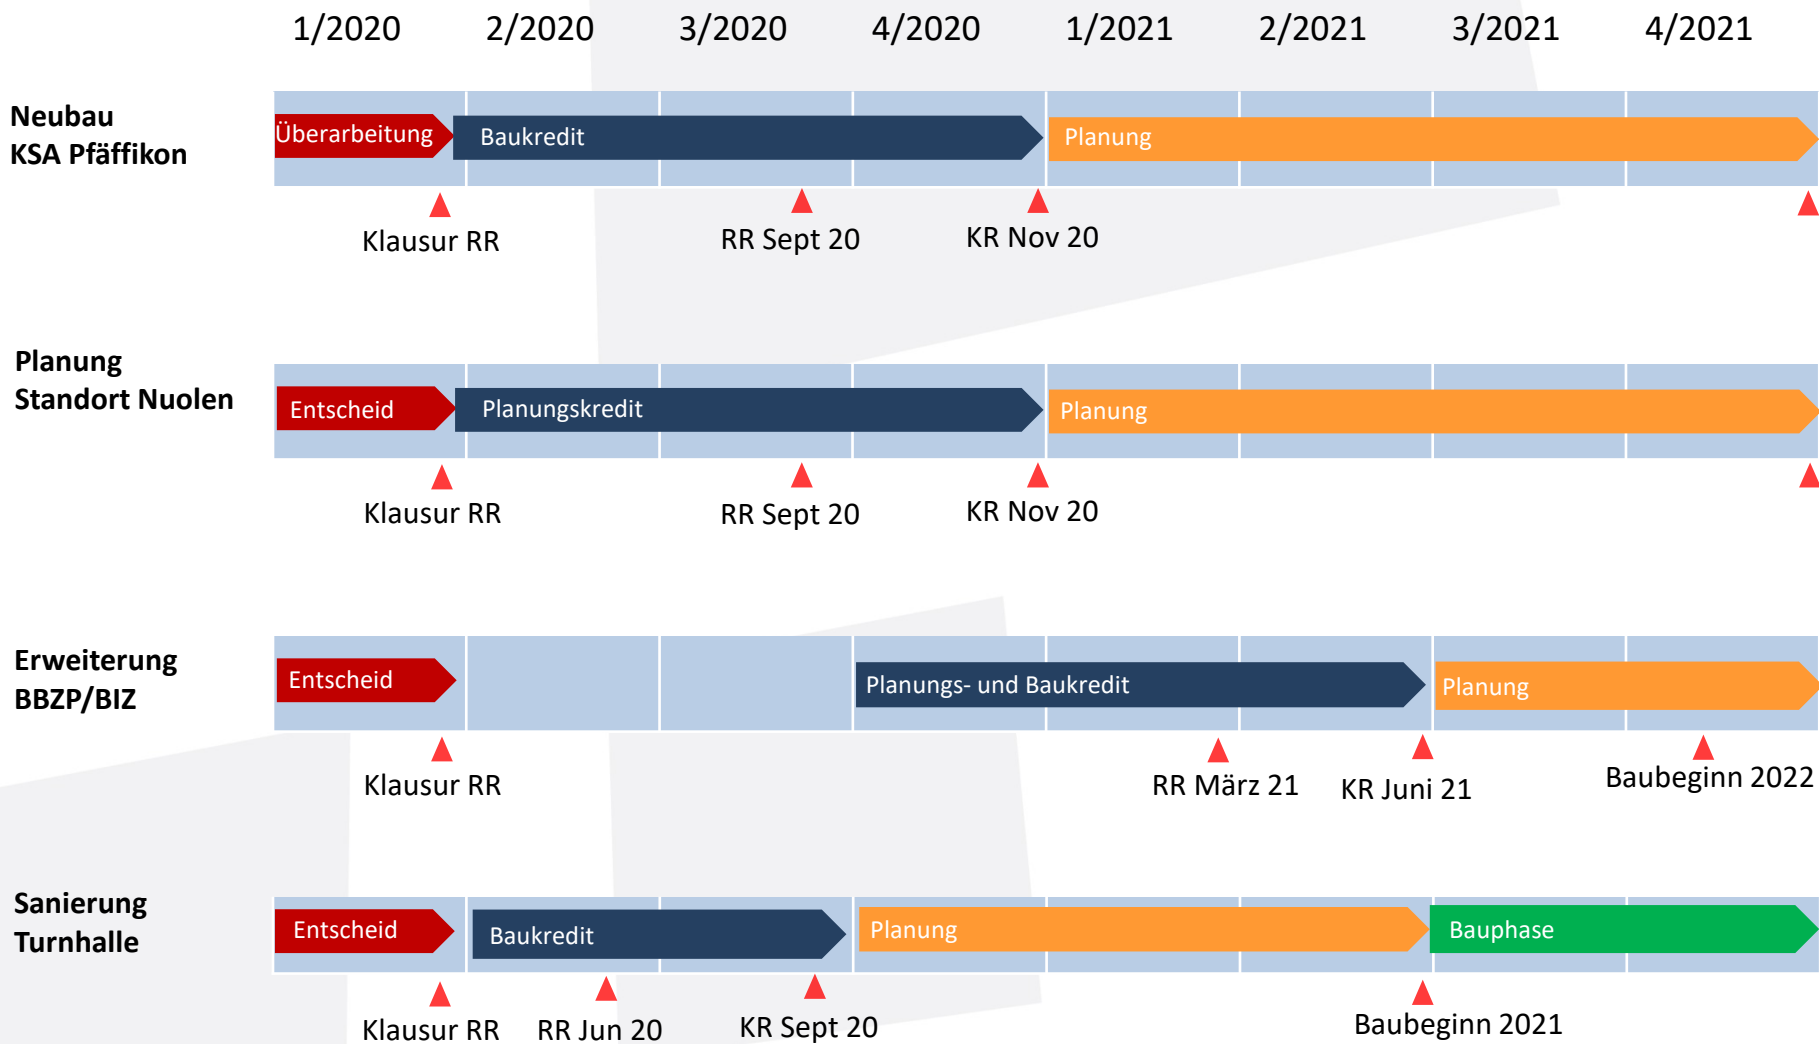 1/2020 2/2020 3/2020 4/2020 1/2021 2/2021 3/2021 4/2021
Neubau
KSA Pfäffikon
Überarbeitung Baukredit Planung
Klausur RR RR Sept 20 KR Nov 20
Planung
Standort Nuolen
Entscheid Planungskredit Planung
Klausur RR RR Sept 20 KR Nov 20
Erweiterung
BBZP/BIZ
Entscheid Planungs- und Baukredit Planung
Klausur RR RR März 21 KR Juni 21 Baubeginn 2022
Sanierung
Turnhalle
Entscheid Baukredit Planung Bauphase
Klausur RR RR Jun 20 KR Sept 20 Baubeginn 2021